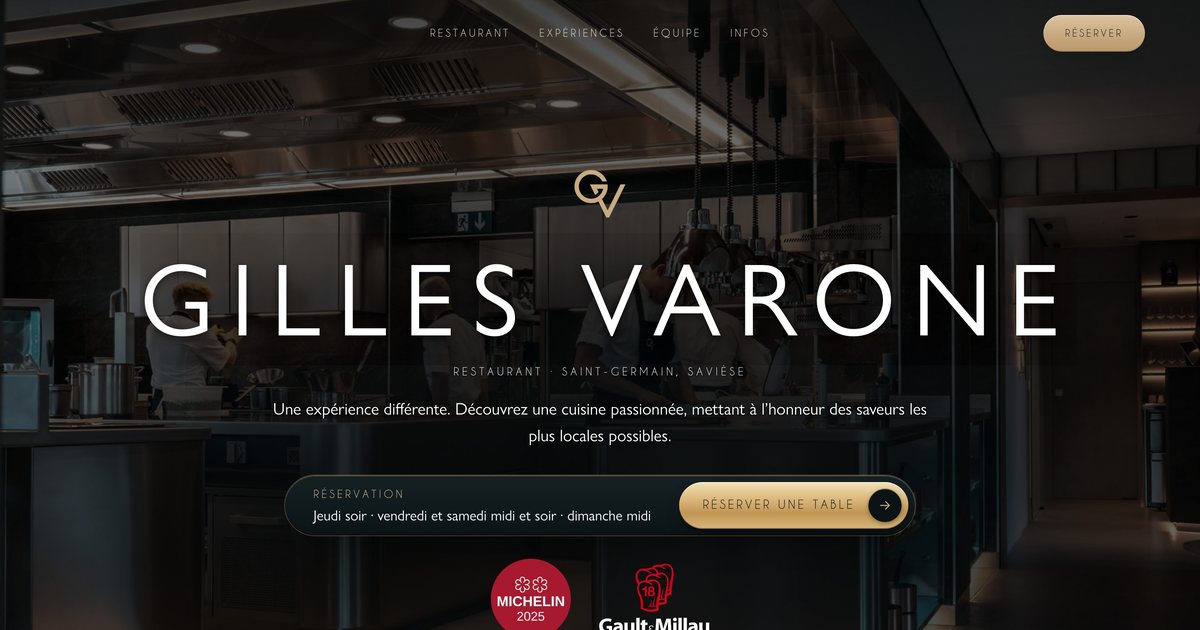 RESTAURANT EXPÉRIENCES ÉQUIPE INFOS RÉSERVER
GV
GILLES VARONE
RESTAURANT · SAINT-GERMAIN, SAVIÈSE
Une expérience différente. Découvrez une cuisine passionnée, mettant à l’honneur des saveurs les
plus locales possibles.
RÉSERVATION
Jeudi soir · vendredi et samedi midi et soir · dimanche midi
RÉSERVER UNE TABLE →
MICHELIN
2025
18
Gault&Millau